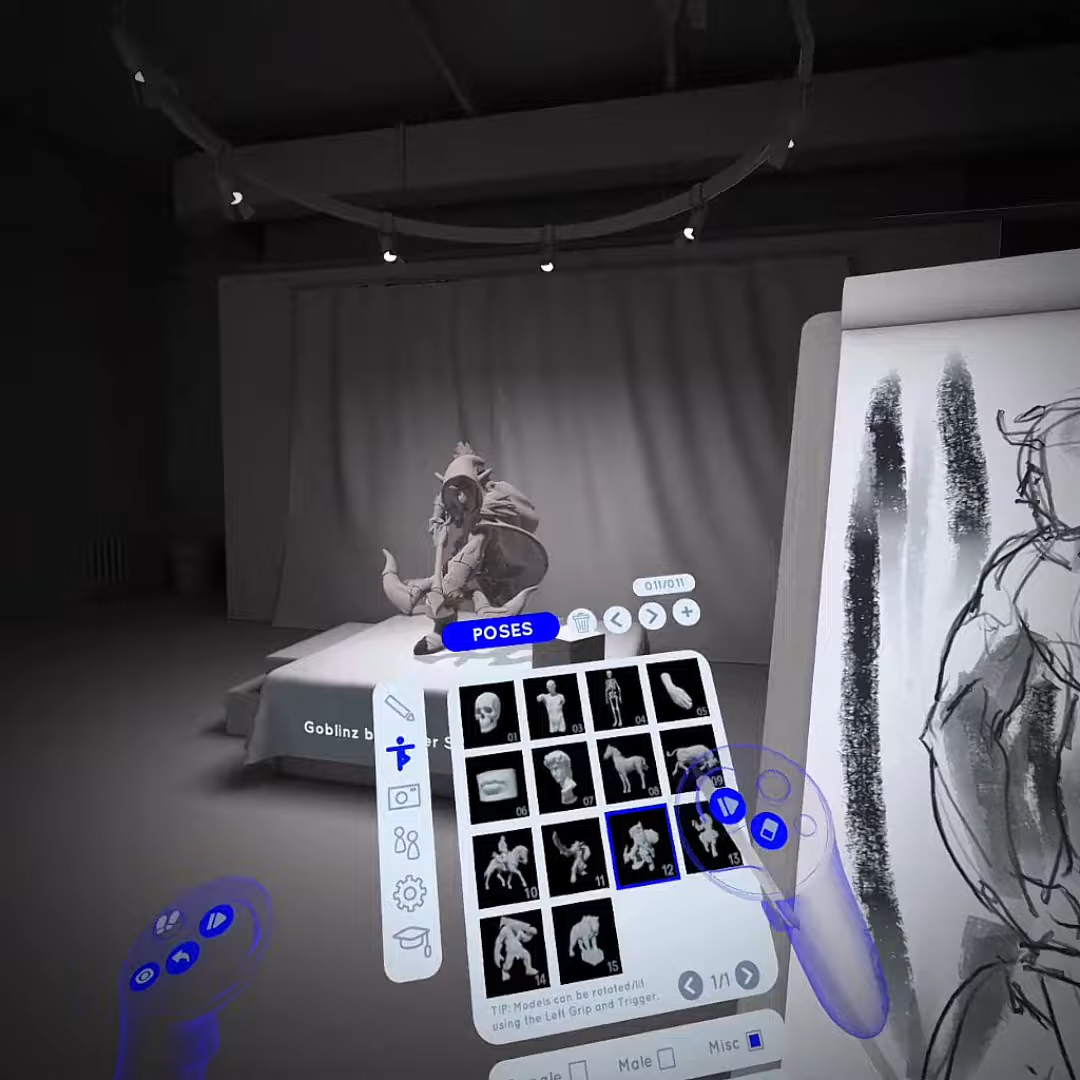 011/011
POSES
Goblinz b
er S
01
03
04
05
06
07
08
09
10
11
12
13
14
15
1/1
TIP: Models can be rotated/lit
using the Left Grip and Trigger.
Male
Misc